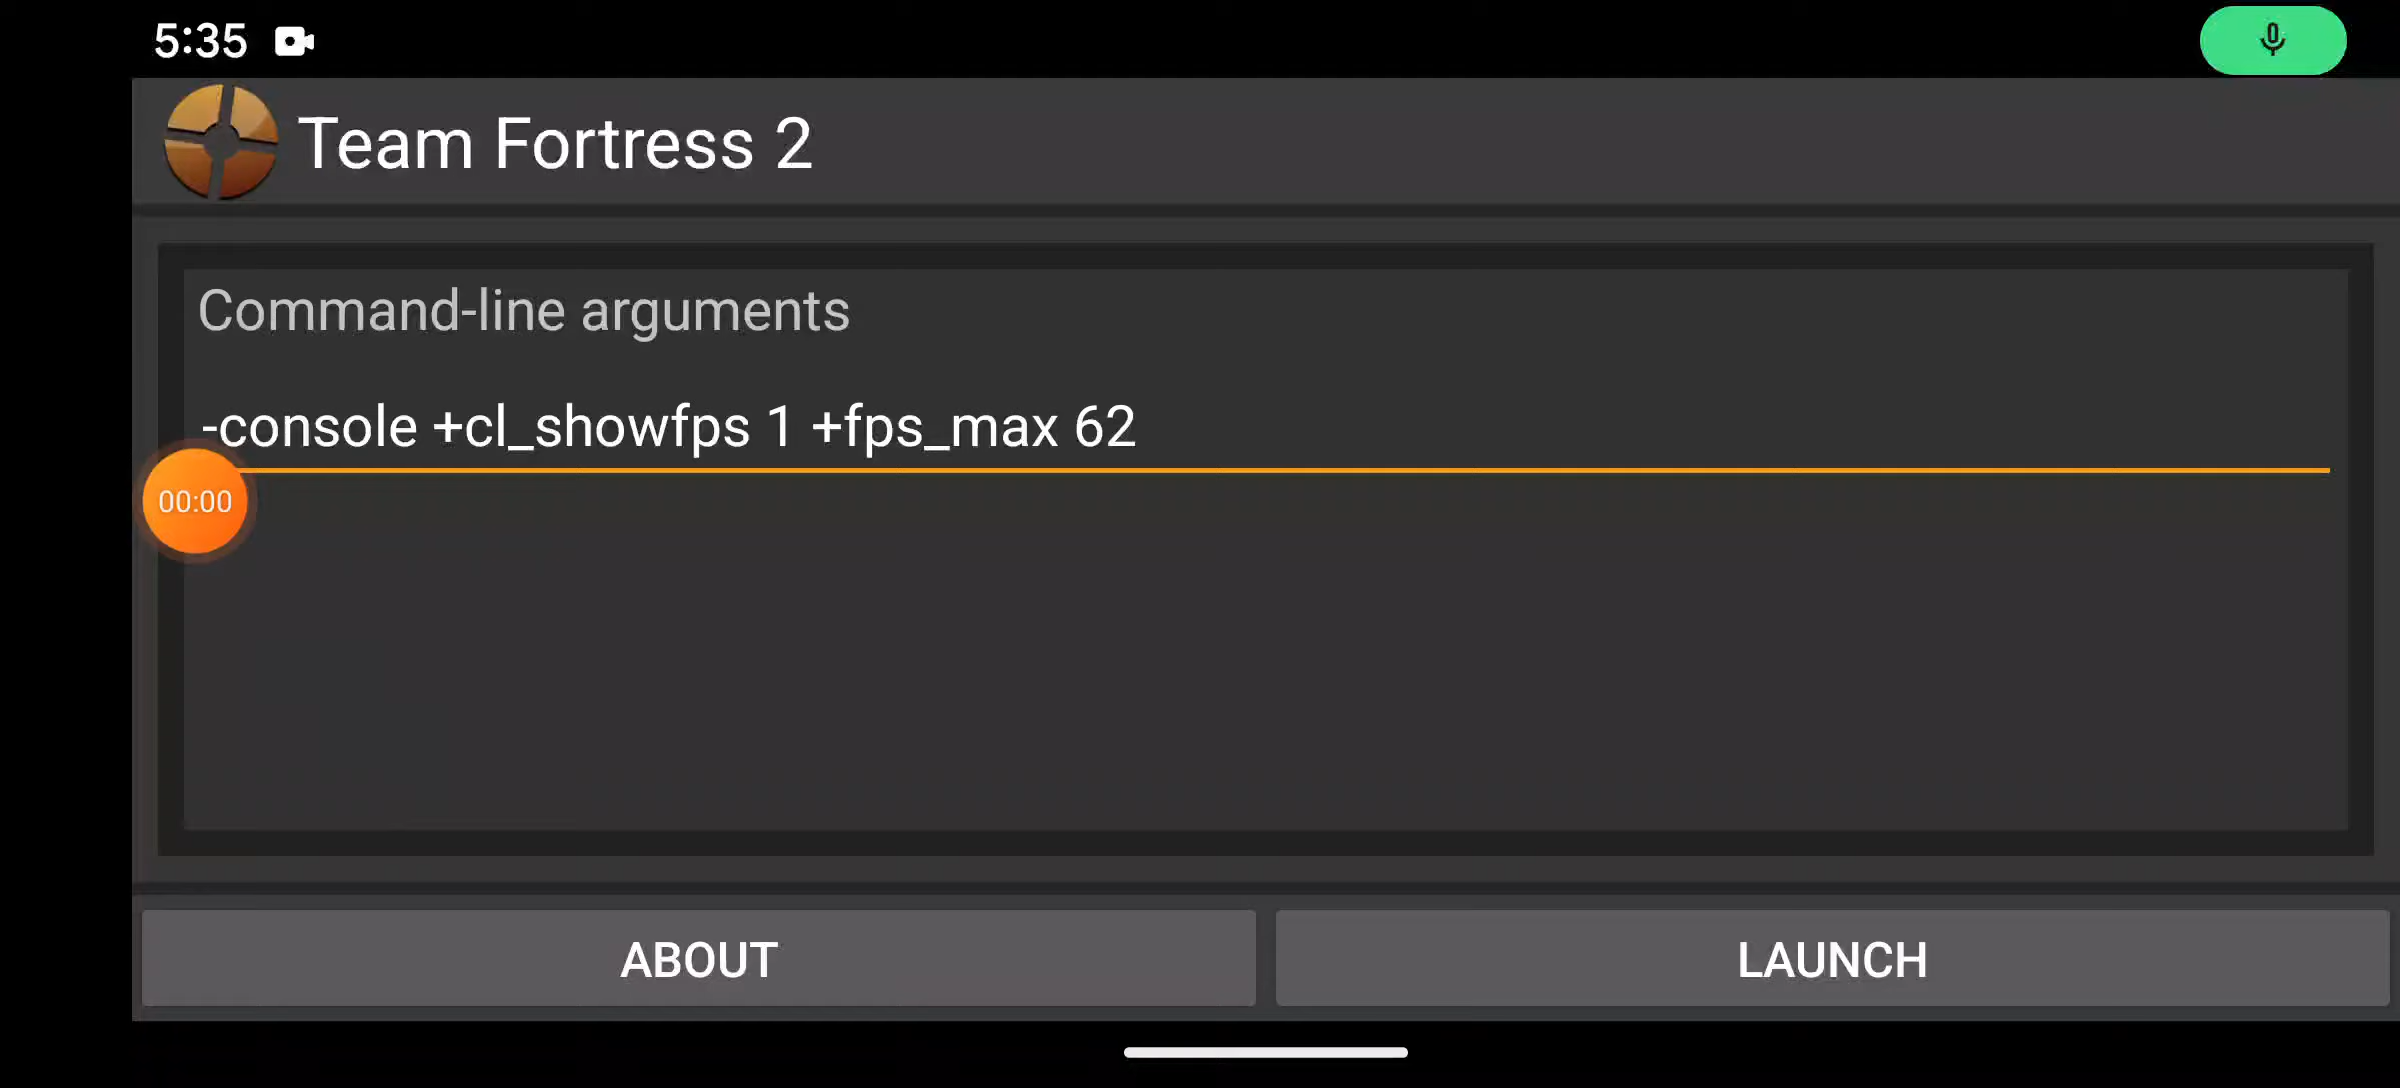 5:35
Team Fortress 2
Command-line arguments
-console +cl_showfps 1 +fps_max 62
00:00
ABOUT
LAUNCH